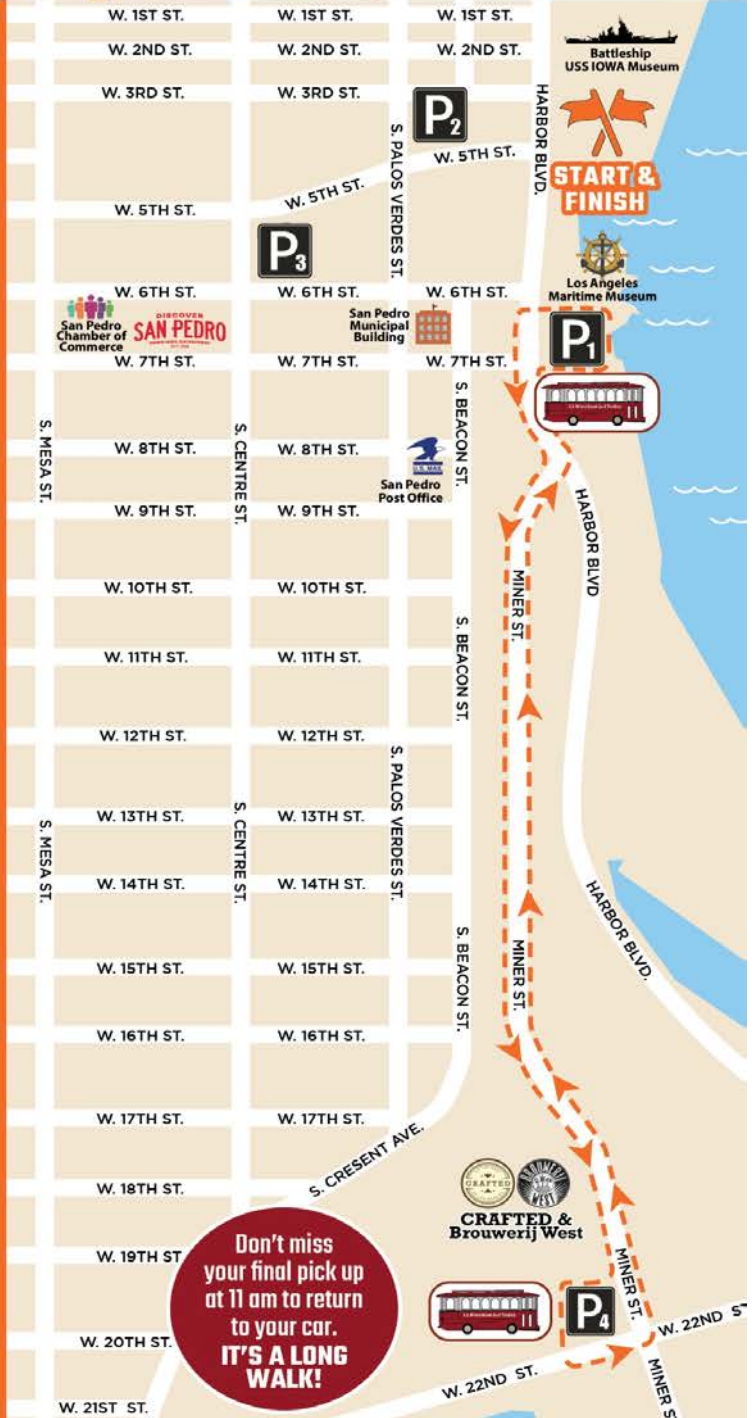 W. 1ST ST.
W. 1ST ST.
W. 1ST ST.
W. 2ND ST.
W. 2ND ST.
W. 2ND ST.
Battleship
USS IOWA Museum
W. 3RD ST.
W. 3RD ST.
P2
HARBOR BLVD.
S. PALOS VERDES ST.
W. 5TH ST.
W. 5TH ST.
START &
FINISH
W. 5TH ST.
P3
Los Angeles
Maritime Museum
W. 6TH ST.
W. 6TH ST.
W. 6TH ST.
San Pedro
Chamber of
Commerce
DISCOVER
SAN PEDRO
San Pedro
Municipal
Building
P1
W. 7TH ST.
W. 7TH ST.
W. 7TH ST.
S. MESA ST.
S. CENTRE ST.
S. BEACON ST.
W. 8TH ST.
W. 8TH ST.
U.S. MAIL
San Pedro
Post Office
HARBOR BLVD
W. 9TH ST.
W. 9TH ST.
MINER ST.
W. 10TH ST.
W. 10TH ST.
S. BEACON ST.
W. 11TH ST.
W. 11TH ST.
W. 12TH ST.
W. 12TH ST.
S. PALOS VERDES ST.
S. MESA ST.
S. CENTRE ST.
W. 13TH ST.
W. 13TH ST.
W. 14TH ST.
W. 14TH ST.
HARBOR BLVD.
S. BEACON ST.
MINER ST.
W. 15TH ST.
W. 15TH ST.
W. 16TH ST.
W. 16TH ST.
W. 17TH ST.
W. 17TH ST.
S. CRESENT AVE.
W. 18TH ST.
CRAFTED
BROUWERIJ
WEST
CRAFTED &
Brouwerij West
W. 19TH ST
Don't miss
your final pick up
at 11 am to return
to your car.
IT'S A LONG
WALK!
MINER ST.
P4
W. 22ND ST
W. 20TH ST.
W. 22ND ST.
MINER S
W. 21ST ST.